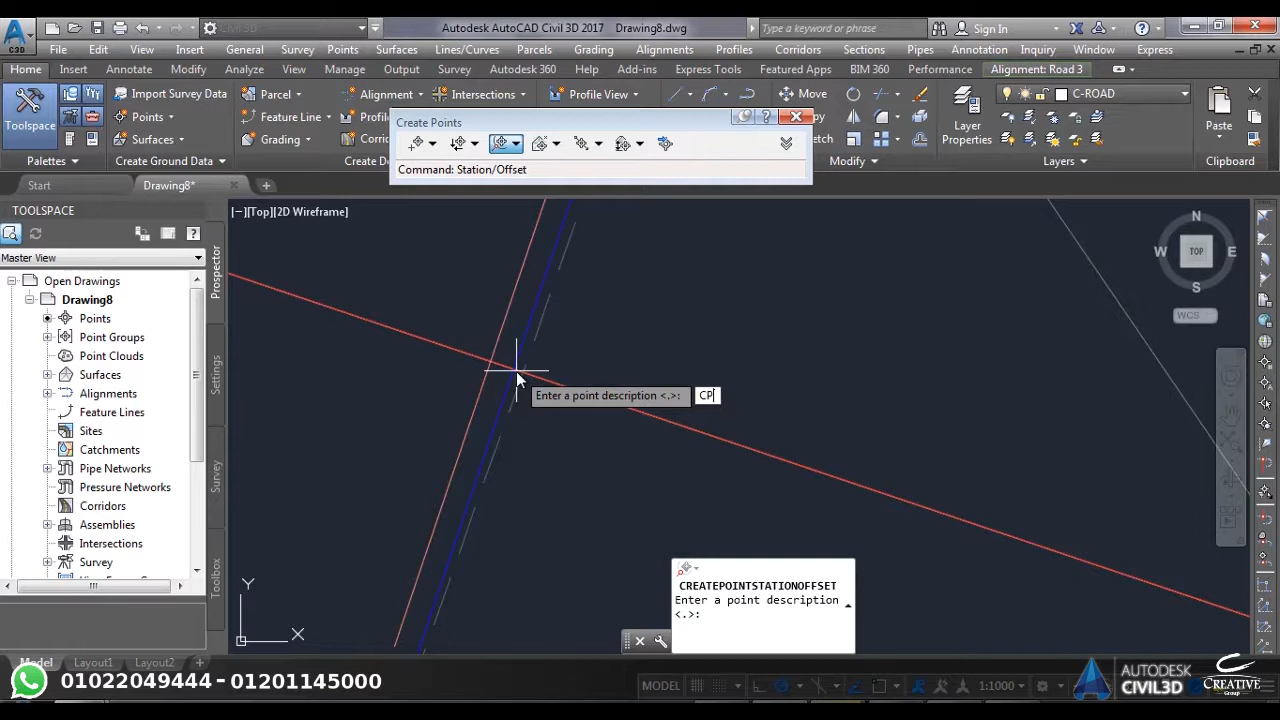 C3D
CIVIL 3D
Autodesk AutoCAD Civil 3D 2017 Drawing8.dwg
Type a keyword or phrase
Sign In
File Edit View Insert General Survey Points Surfaces Lines/Curves Parcels Grading Alignments Profiles Corridors Sections Pipes Annotation Inquiry Window Express
Home Insert Annotate Modify Analyze View Manage Output Survey Autodesk 360 Help Add-ins Express Tools Featured Apps BIM 360 Performance Alignment: Road 3
Toolspace
Import Survey Data
Points
Surfaces
Parcel
Feature Line
Grading
Alignment
Intersections
Profile View
Move
C-ROAD
Layer
Properties
Paste
Palettes
Create Ground Data
Modify
Layers
Clipboard
Create Points
Command: Station/Offset
Start
Drawing8*
TOOLSPACE
Master View
Open Drawings
Drawing8
Points
Point Groups
Point Clouds
Surfaces
Alignments
Feature Lines
Sites
Catchments
Pipe Networks
Pressure Networks
Corridors
Assemblies
Intersections
Survey
Prospector
Settings
Survey
Toolbox
[−][Top][2D Wireframe]
N
W
TOP
E
S
WCS
Enter a point description <.>: CP
CREATEPOINTSTATIONOFFSET
Enter a point description
<.>:
Y
X
Model Layout1 Layout2
MODEL
1:1000
01022049444 – 01201145000
AUTODESK
CIVIL3D
CREATIVE
Group